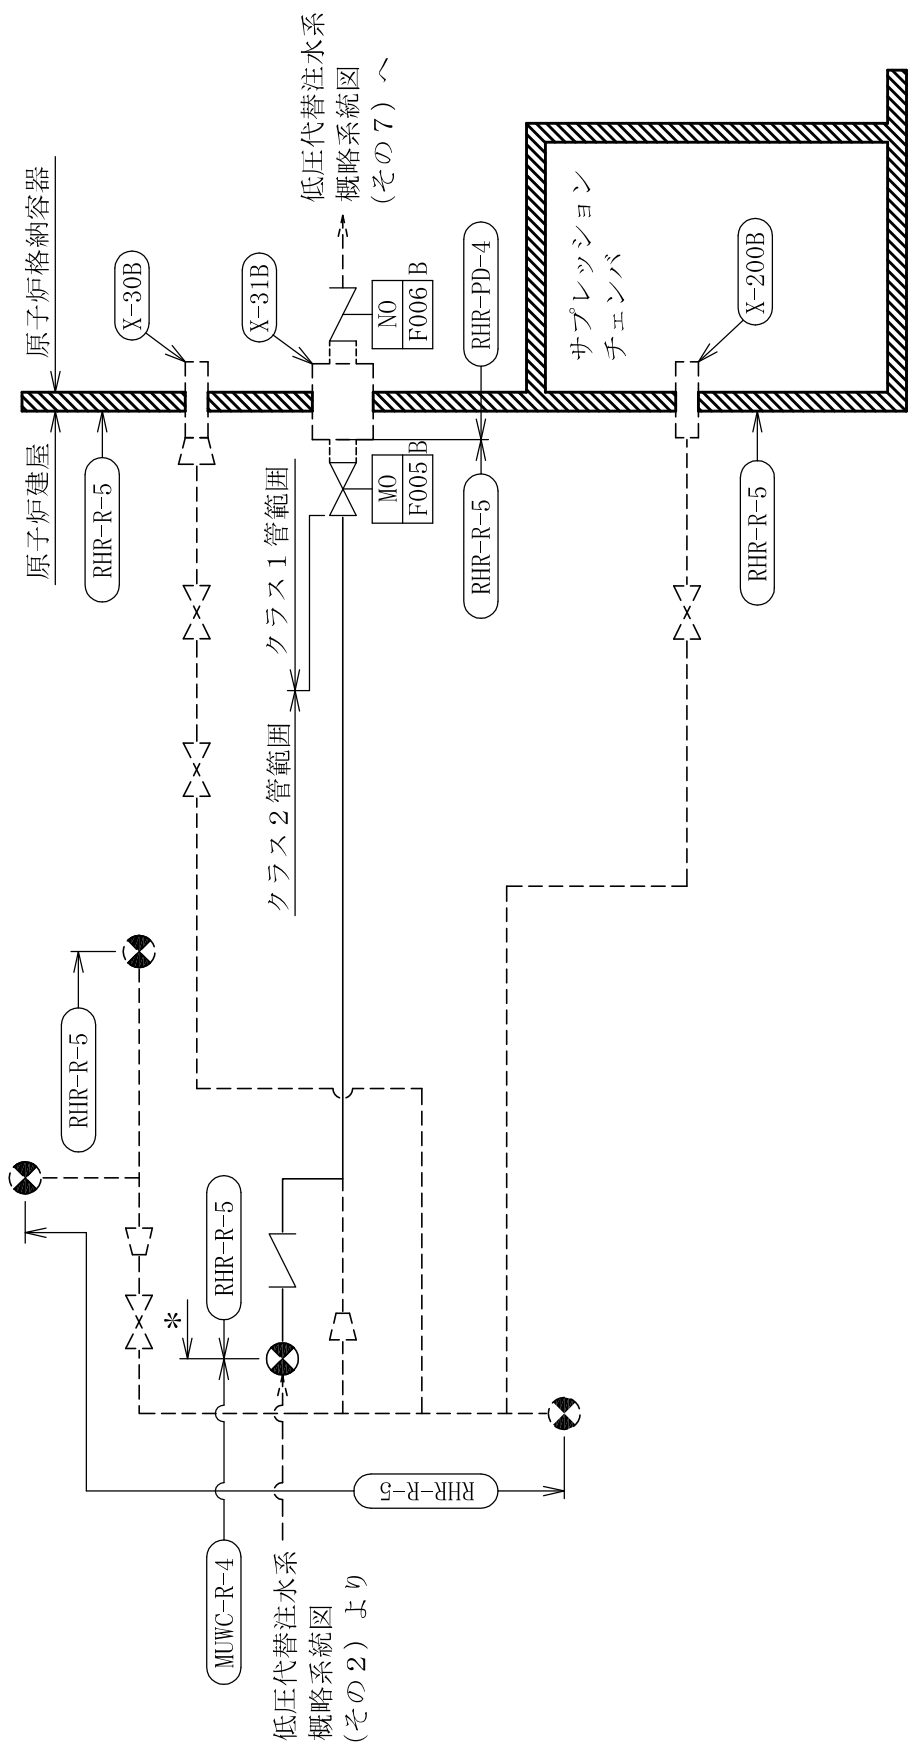 原子炉建屋
原子炉格納容器
RHR-R-5
X-30B
RHR-R-5
クラス2管範囲
クラス1管範囲
X-31B
低圧代替注水系
概略系統図
(その7) へ
NO
F006
B
MO
F005
B
RHR-PD-4
RHR-R-5
サプレッション
チェンバ
X-200B
RHR-R-5
*
MUWC-R-4
RHR-R-5
低圧代替注水系
概略系統図
(その2) より
RHR-R-5